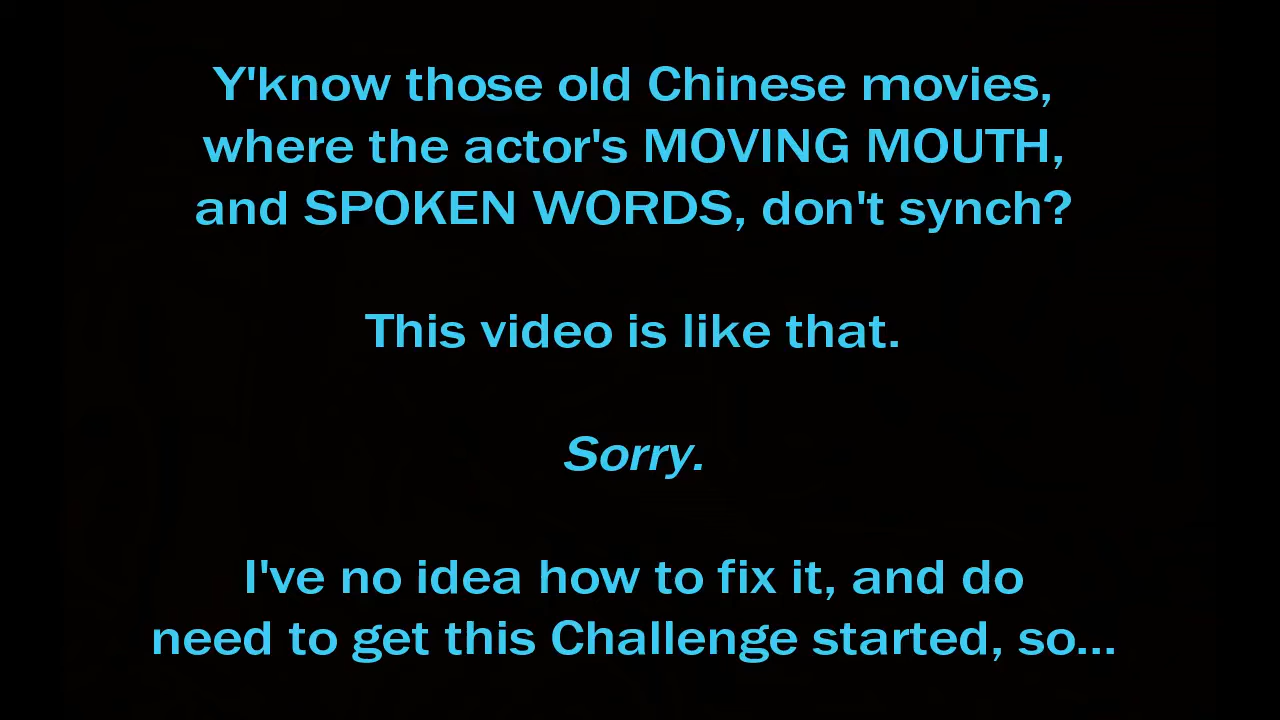 Y'know those old Chinese movies,
where the actor's MOVING MOUTH,
and SPOKEN WORDS, don't synch?
This video is like that.
Sorry.
I've no idea how to fix it, and do
need to get this Challenge started, so...